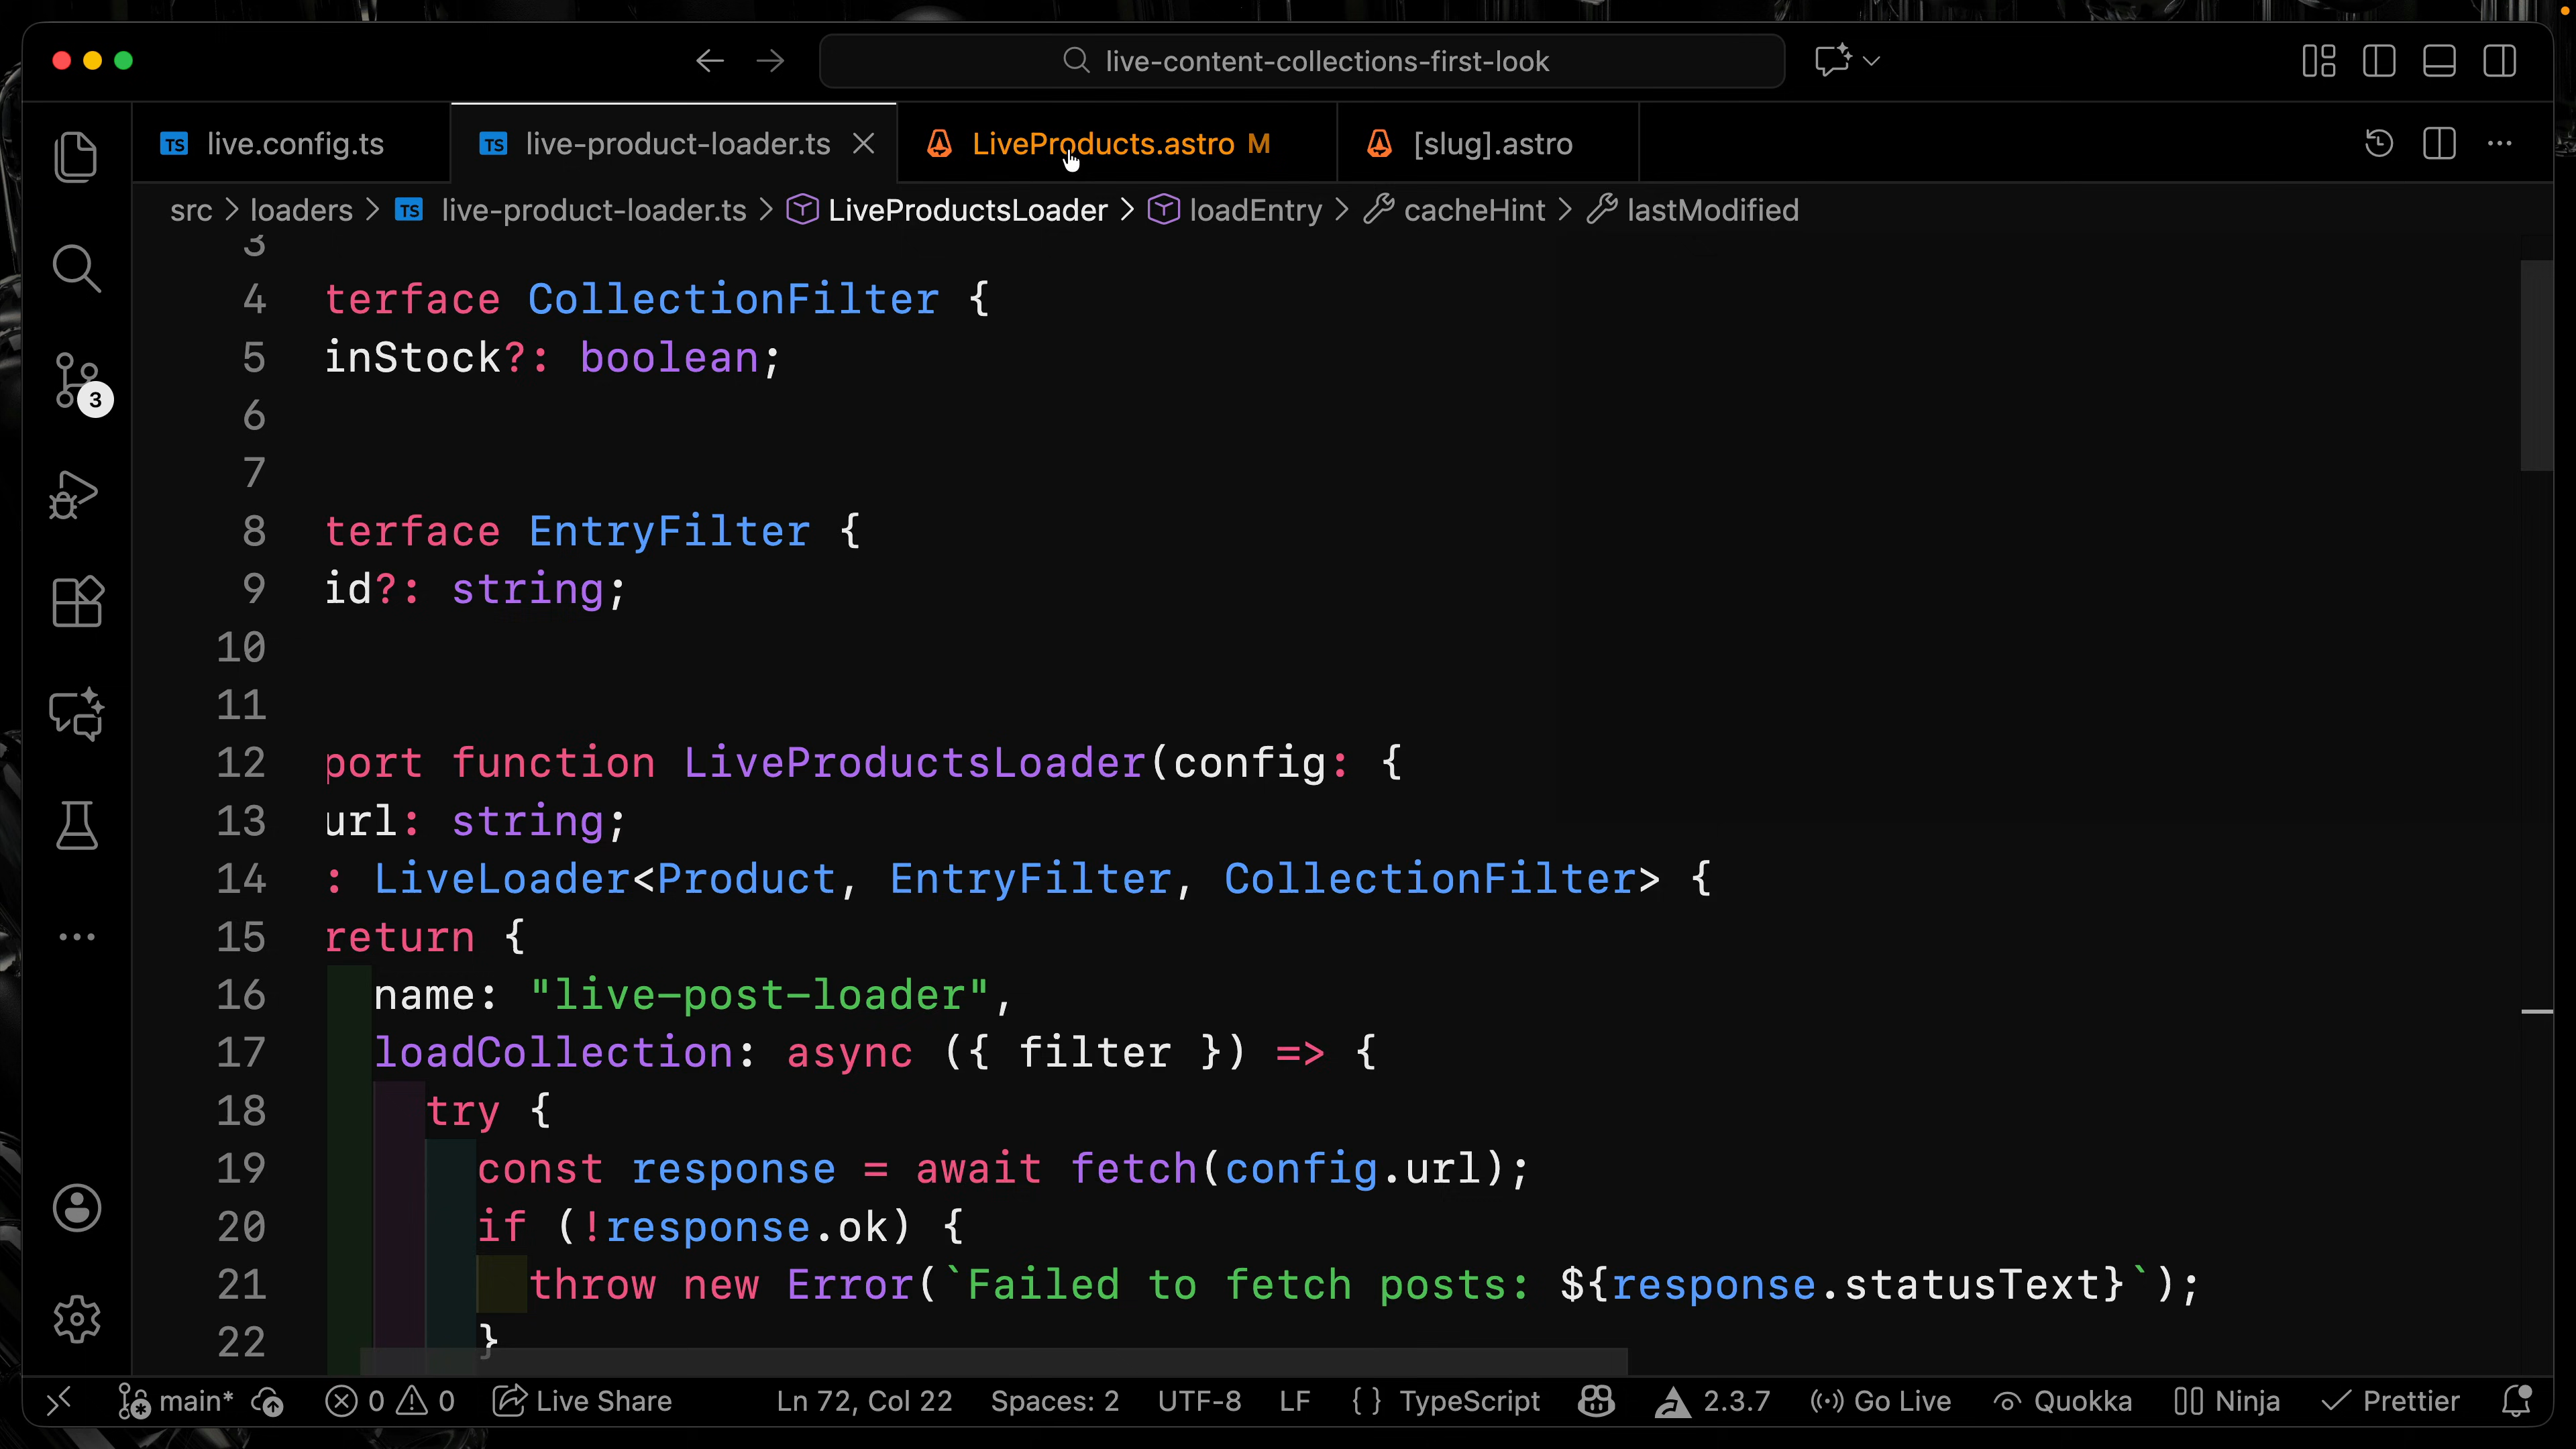 live-content-collections-first-look
TS live.config.ts
TS live-product-loader.ts
LiveProducts.astro M
[slug].astro
src > loaders > TS live-product-loader.ts > LiveProductsLoader > loadEntry > cacheHint > lastModified
3
4 terface CollectionFilter {
5 inStock?: boolean;
6
7
8 terface EntryFilter {
9 id?: string;
10
11
12 port function LiveProductsLoader(config: {
13 url: string;
14 : LiveLoader<Product, EntryFilter, CollectionFilter> {
15 return {
16 name: "live-post-loader",
17 loadCollection: async ({ filter }) => {
18 try {
19 const response = await fetch(config.url);
20 if (!response.ok) {
21 throw new Error(`Failed to fetch posts: ${response.statusText}`);
22 }
3
main* 0 0 Live Share Ln 72, Col 22 Spaces: 2 UTF-8 LF { } TypeScript 2.3.7 Go Live Quokka Ninja Prettier